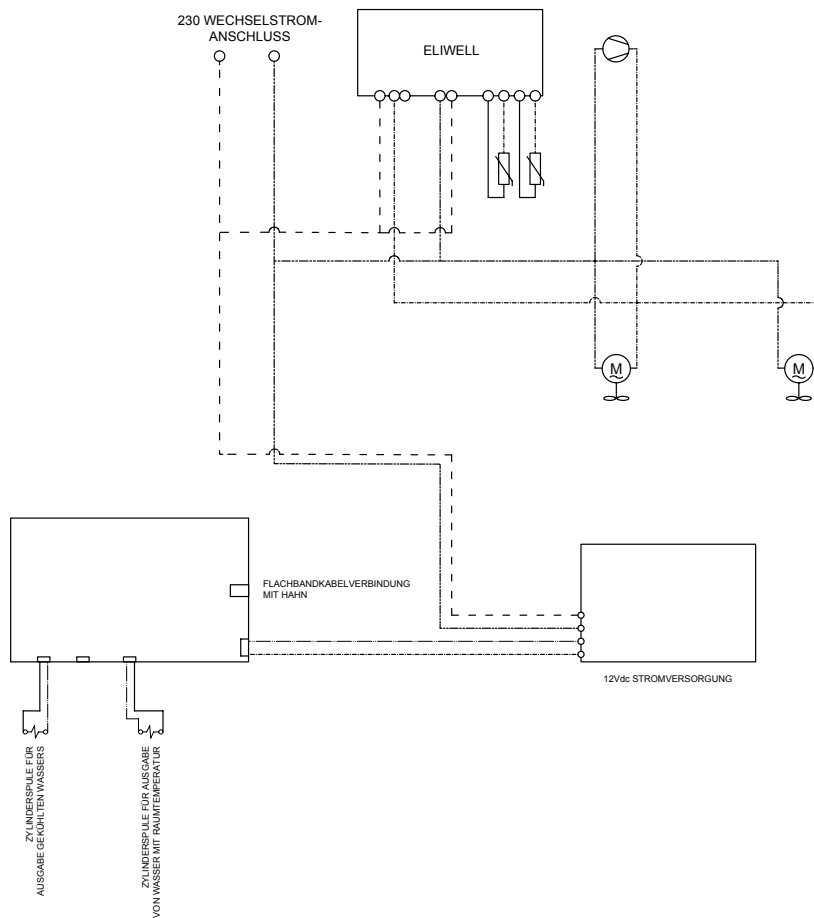 230 WECHSELSTROM-
ANSCHLUSS
ELIWELL
M
M
FLACHBANDKABELVERBINDUNG
MIT HAHN
12Vdc STROMVERSORGUNG
ZYLINDERSPULE FÜR
AUSGABE GEKÜHLTEN WASSERS
ZYLINDERSPULE FÜR AUSGABE
VON WASSER MIT RAUMTEMPERATUR